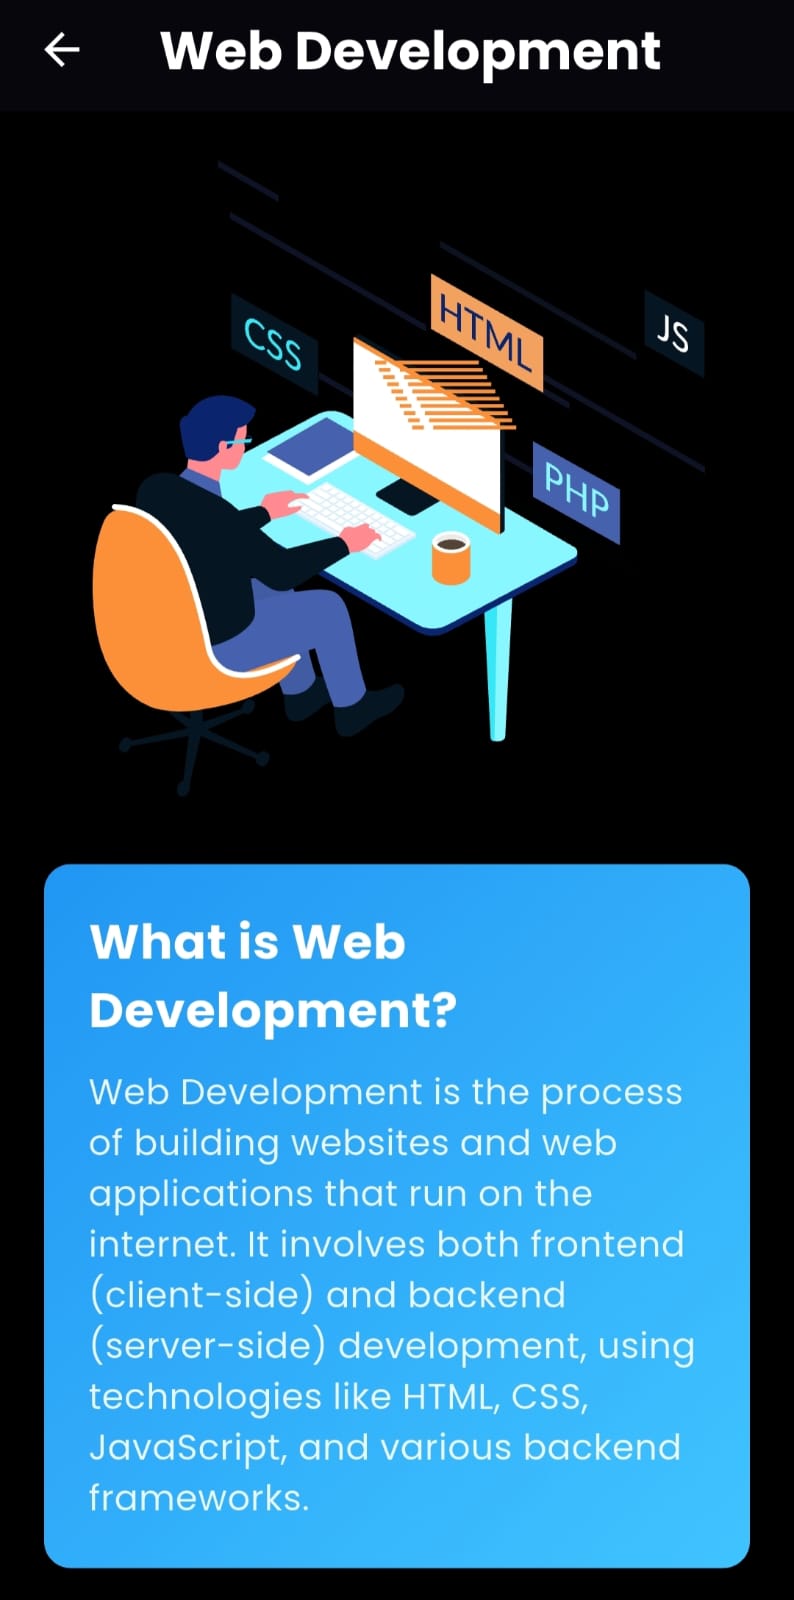 Web Development
CSS
HTML
JS
PHP
What is Web
Development?
Web Development is the process
of building websites and web
applications that run on the
internet. It involves both frontend
(client-side) and backend
(server-side) development, using
technologies like HTML, CSS,
JavaScript, and various backend
frameworks.